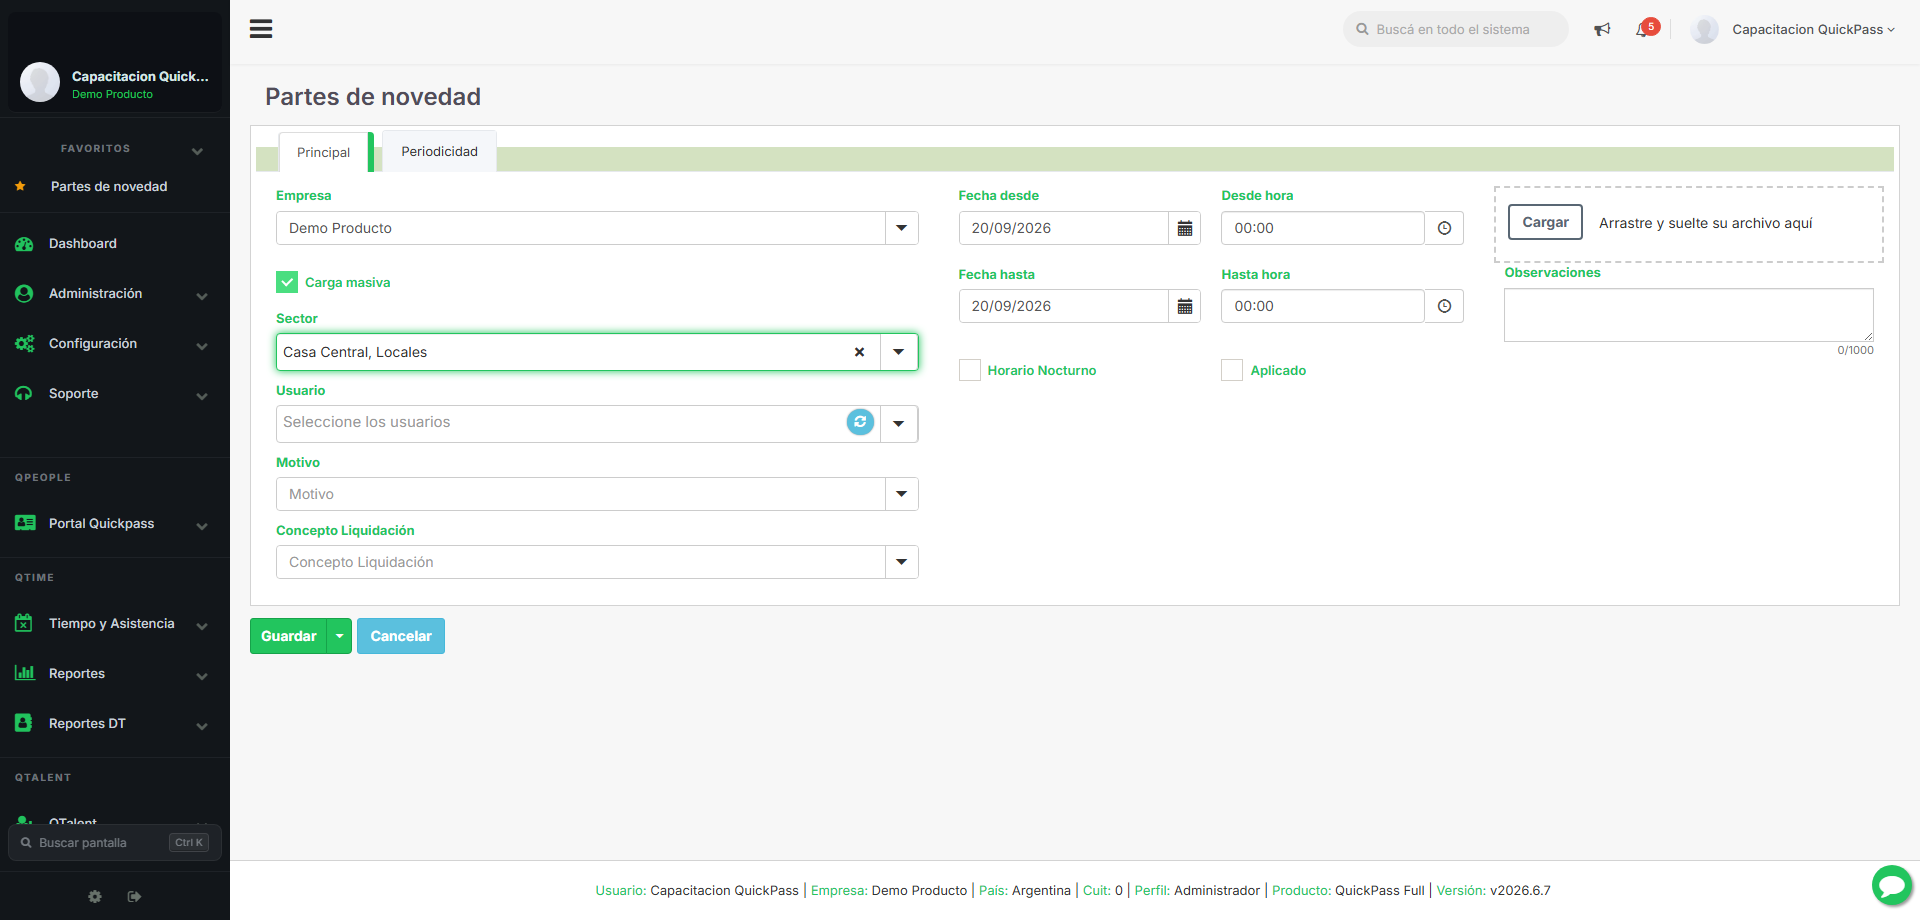 Capacitacion Quick...
Demo Producto
FAVORITOS
Partes de novedad
Dashboard
Administración
Configuración
Soporte
QPEOPLE
Portal Quickpass
QTIME
Tiempo y Asistencia
Reportes
Reportes DT
QTALENT
QTalent
Buscar pantalla
Ctrl K
Buscá en todo el sistema
5
Capacitacion QuickPass
Partes de novedad
Principal
Periodicidad
Empresa
Demo Producto
Carga masiva
Sector
Casa Central, Locales
Usuario
Seleccione los usuarios
Motivo
Motivo
Concepto Liquidación
Concepto Liquidación
Fecha desde
20/09/2026
Desde hora
00:00
Fecha hasta
20/09/2026
Hasta hora
00:00
Horario Nocturno
Aplicado
Cargar
Arrastre y suelte su archivo aquí
Observaciones
0/1000
Guardar
Cancelar
Usuario: Capacitacion QuickPass | Empresa: Demo Producto | País: Argentina | Cuit: 0 | Perfil: Administrador | Producto: QuickPass Full | Versión: v2026.6.7